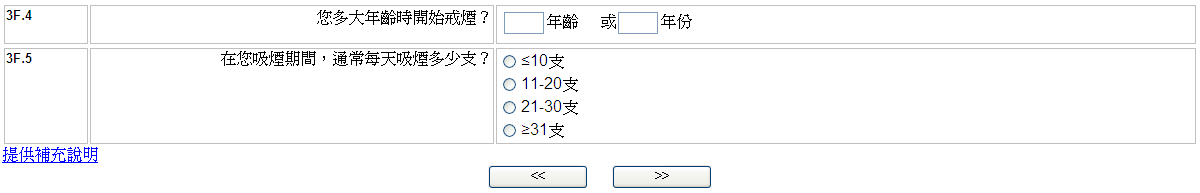 3F.4 您多大年齡時開始戒煙？ 年齡 或 年份
3F.5 在您吸煙期間，通常每天吸煙多少支？ ≤10支
11-20支
21-30支
≥31支
提供補充說明
<< >>